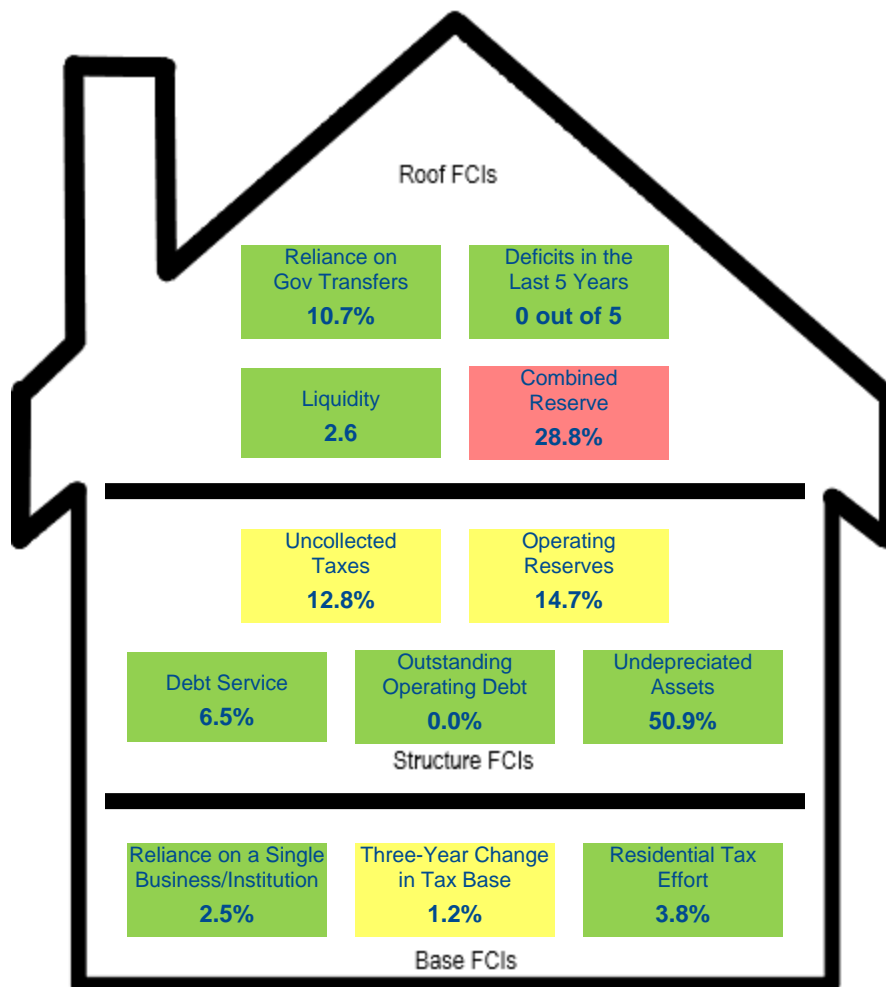 Roof FCIs
Reliance on
Gov Transfers
10.7%
Deficits in the
Last 5 Years
0 out of 5
Liquidity
2.6
Combined
Reserve
28.8%
Uncollected
Taxes
12.8%
Operating
Reserves
14.7%
Debt Service
6.5%
Outstanding
Operating Debt
0.0%
Undepreciated
Assets
50.9%
Structure FCIs
Reliance on a Single
Business/Institution
2.5%
Three-Year Change
in Tax Base
1.2%
Residential Tax
Effort
3.8%
Base FCIs